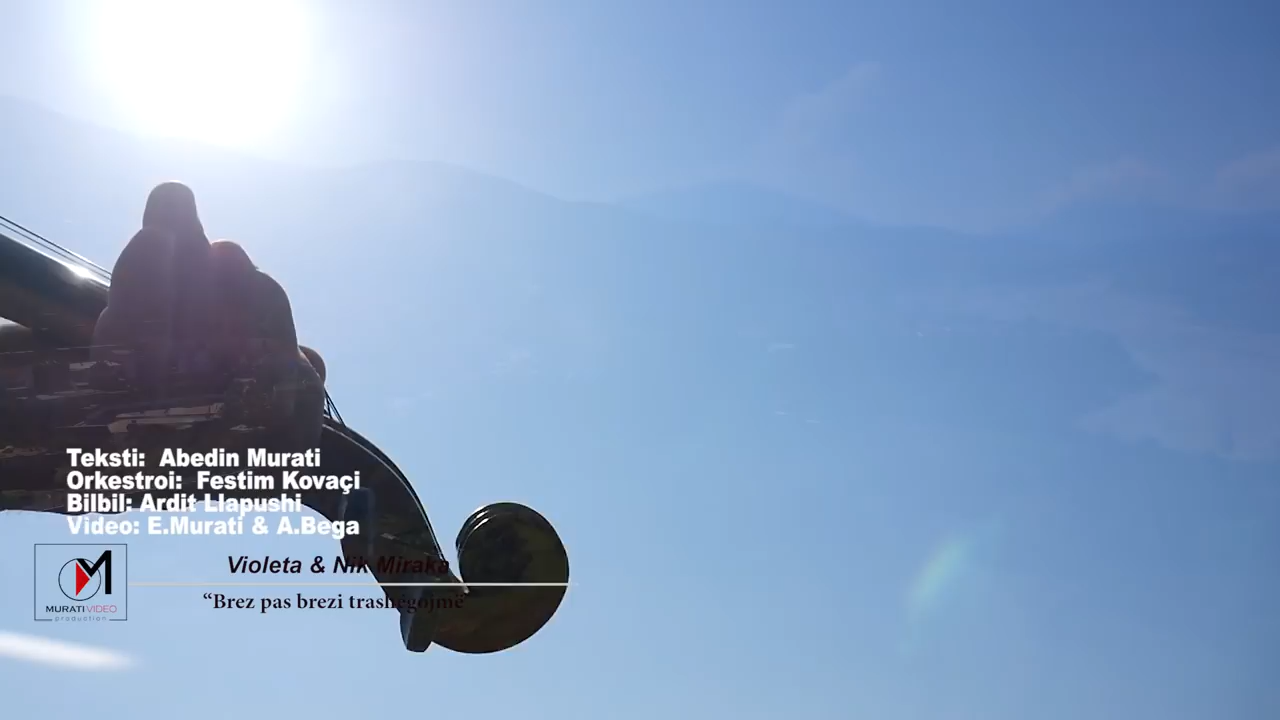 Teksti: Abedin Murati
Orkestroi: Festim Kovaçi
Bilbil: Ardit Llapushi
Video: E.Murati & A.Bega
Violeta & Nik Miraka
“Brez pas brezi trashëgojmë”
M
MURATI VIDEO
production